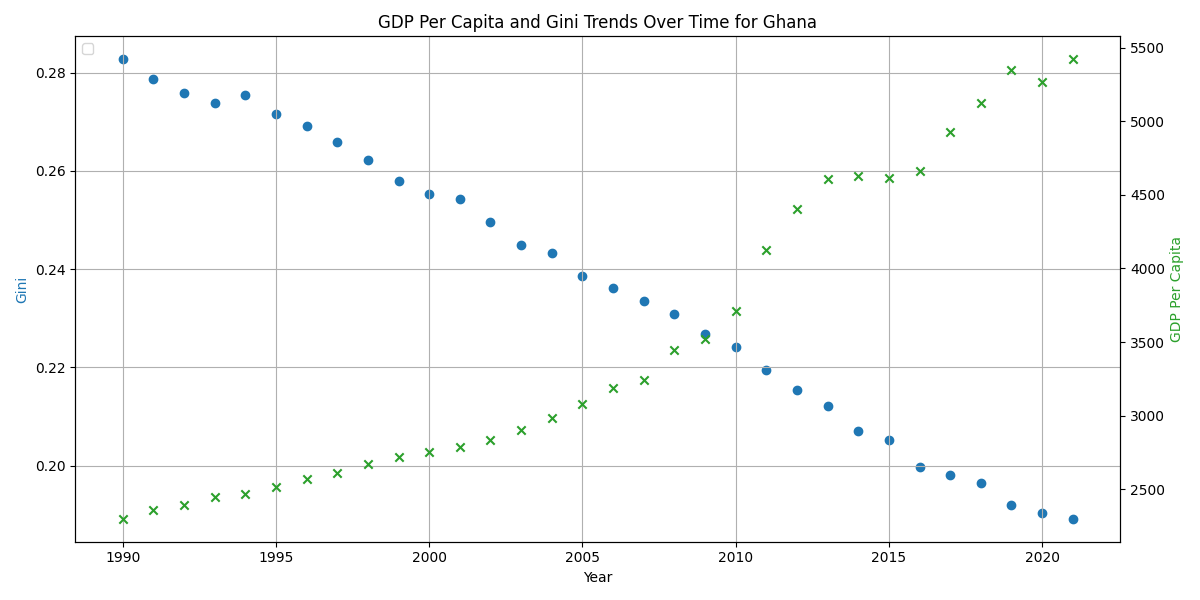 GDP Per Capita and Gini Trends Over Time for Ghana
Gini
0.28
0.26
0.24
0.22
0.20
5500
5000
4500
4000
3500
3000
2500
GDP Per Capita
1990 1995 2000 2005 2010 2015 2020
Year